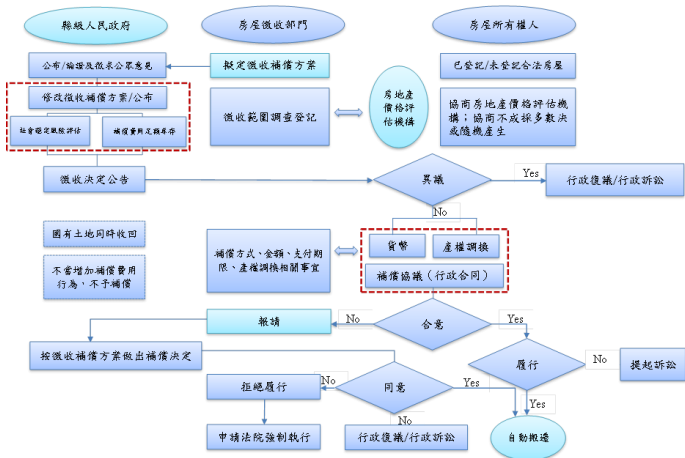 縣級人民政府
房屋徵收部門
房屋所有權人
公布/論證及徵求公眾意見
擬定徵收補償方案
已登記/未登記合法房屋
修改徵收補償方案/公布
社會穩定風險評估
補償費用足額庫存
徵收範圍調查登記
房地產
價格評
估機構
協商房地產價格評估機
構；協商不成採多數決
或隨機產生
徵收決定公告
異議
Yes
行政復議/行政訴訟
No
國有土地同時收回
不當增加補償費用
行為，不予補償
補償方式、金額、支付期
限、產權調換相關事宜
貨幣
產權調換
補償協議（行政合同）
報請
No
合意
Yes
按徵收補償方案做出補償決定
履行
No
提起訴訟
拒絕履行
No
同意
Yes
Yes
申請法院強制執行
No
行政復議/行政訴訟
自動搬遷